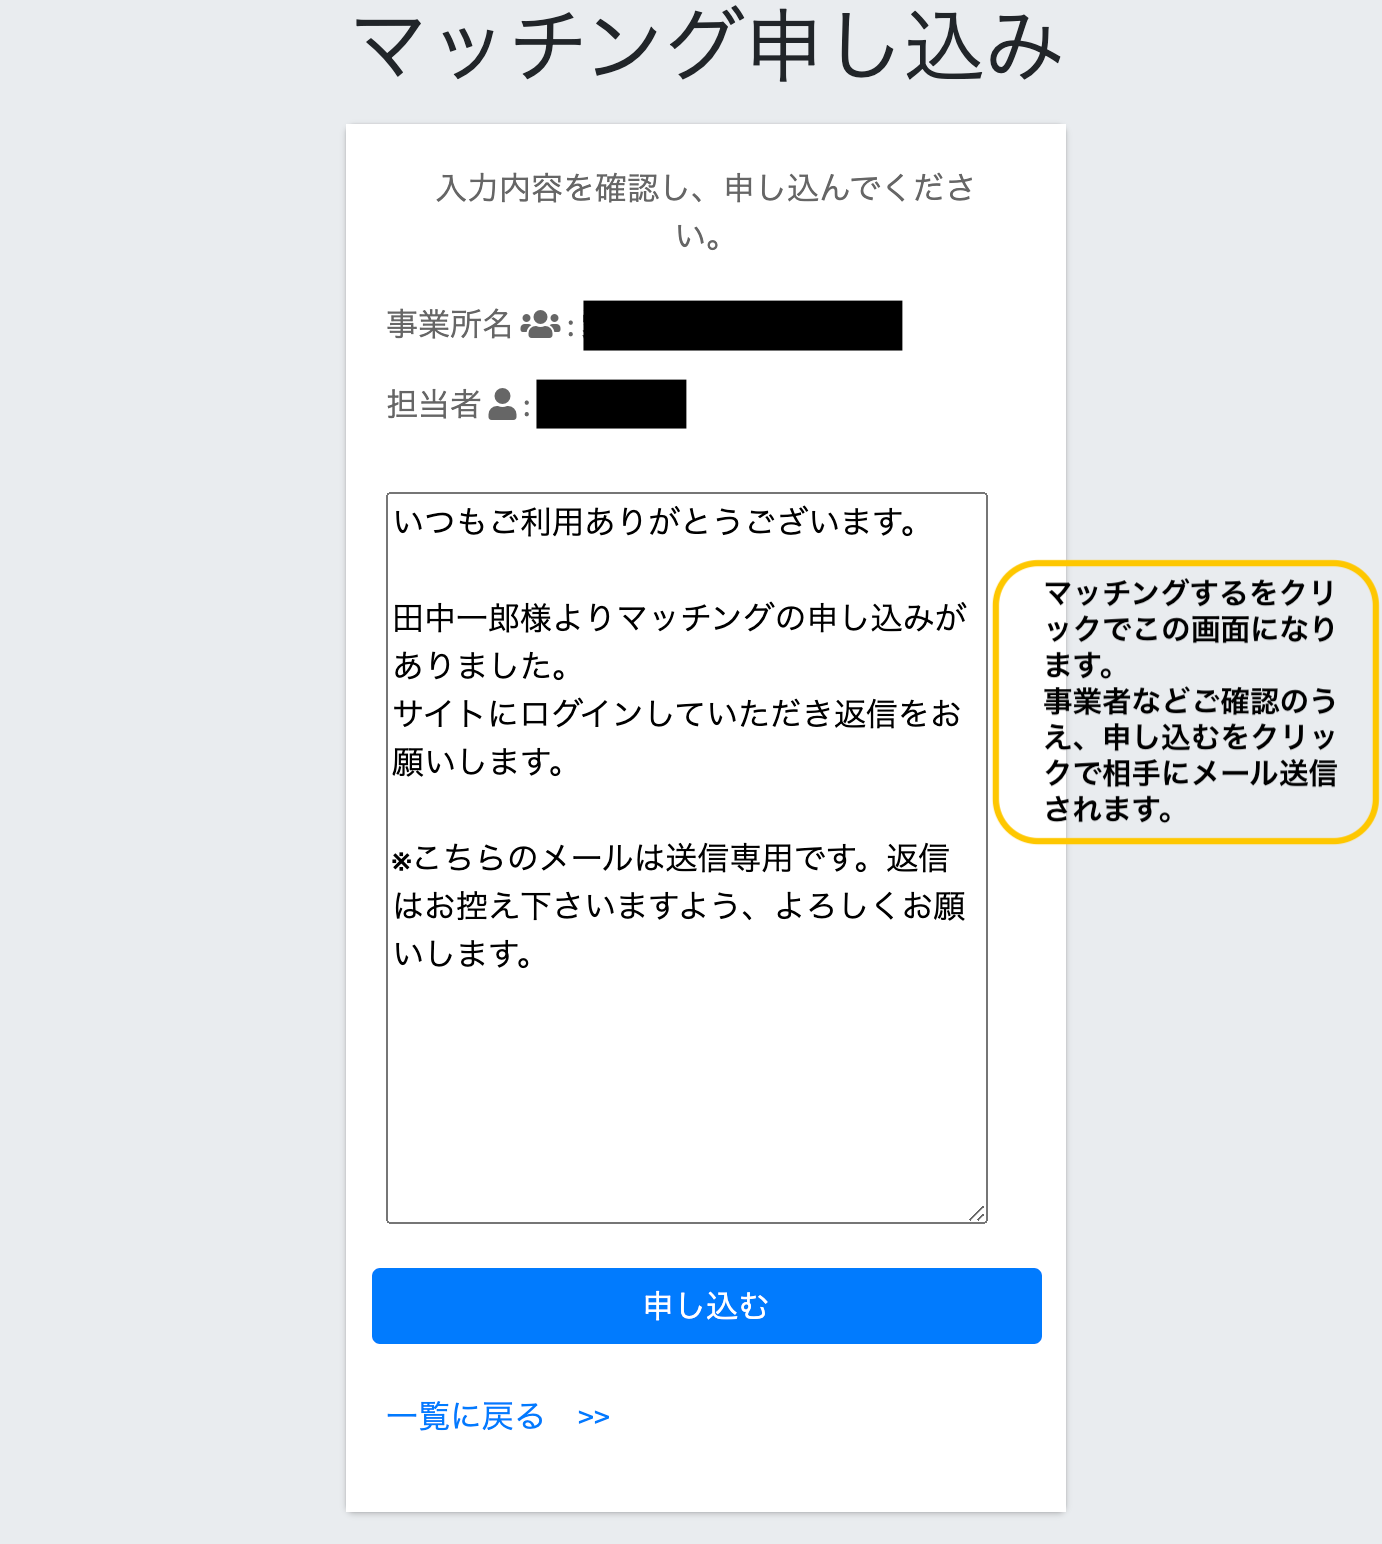 マッチング申し込み
入力内容を確認し、申し込んでくださ
い。
事業所名 :
担当者 :
いつもご利用ありがとうございます。
田中一郎様よりマッチングの申し込みが
ありました。
サイトにログインしていただき返信をお
願いします。
※こちらのメールは送信専用です。返信
はお控え下さいますよう、よろしくお願
いします。
マッチングするをクリ
ックでこの画面になり
ます。
事業者などご確認のう
え、申し込むをクリッ
クで相手にメール送信
されます。
申し込む
一覧に戻る >>